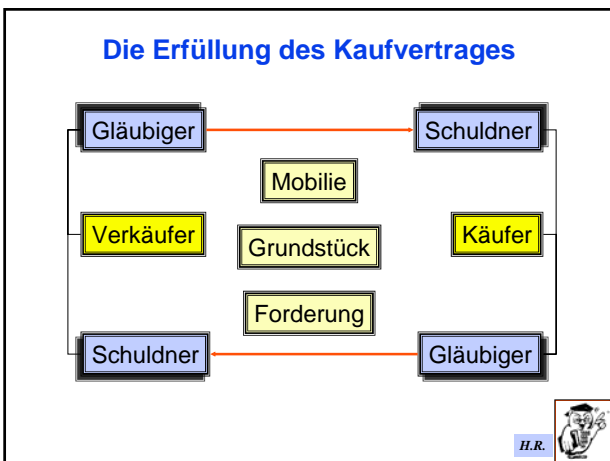 Die Erfüllung des Kaufvertrages
Gläubiger
Schuldner
Mobilie
Verkäufer
Grundstück
Käufer
Forderung
Schuldner
Gläubiger
H.R.